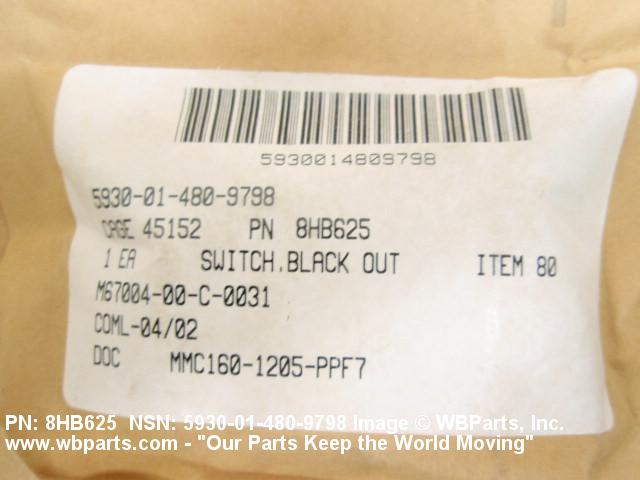 5930014809798
5930-01-480-9798
CAGE 45152 PN 8HB625
1 EA SWITCH,BLACK OUT ITEM 80
M67004-00-C-0031
COML-04/02
DOC MMC160-1205-PPF7
PN: 8HB625 NSN: 5930-01-480-9798 Image © WBParts, Inc.
www.wbparts.com - "Our Parts Keep the World Moving"